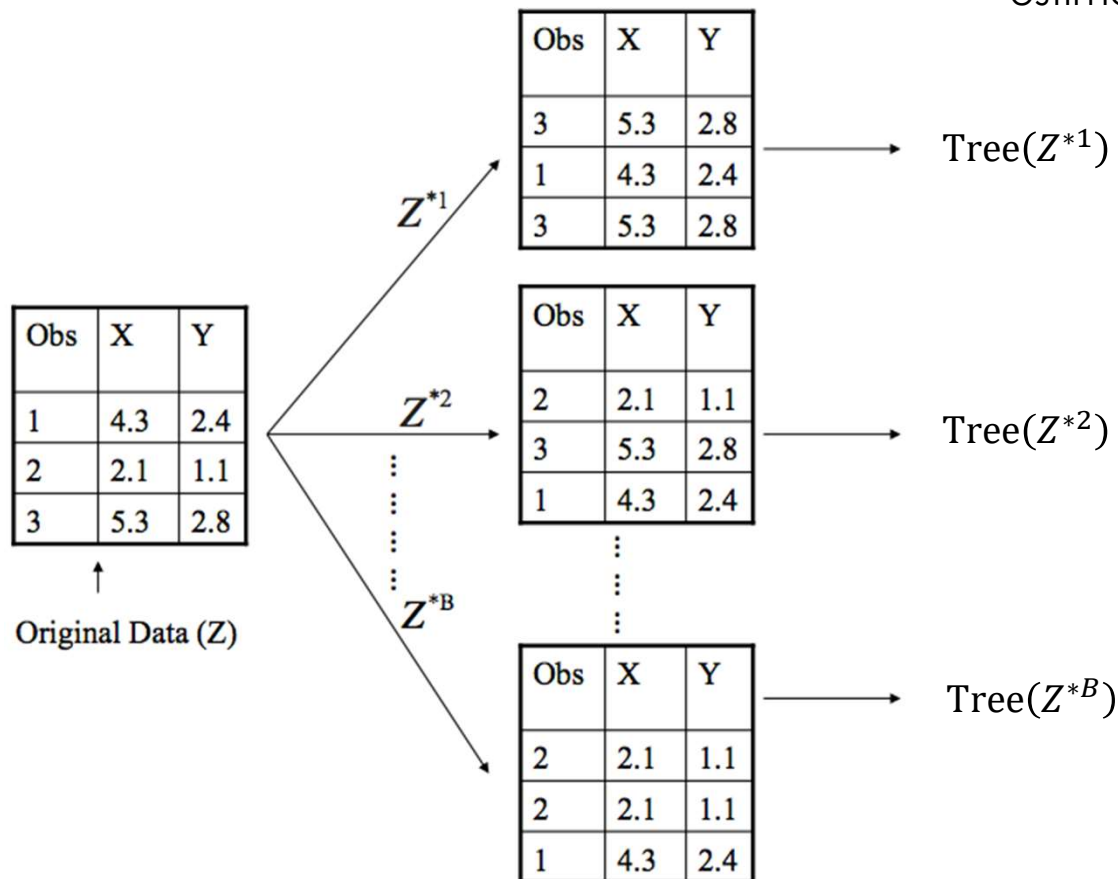 Obs X Y
3 5.3 2.8
1 4.3 2.4
3 5.3 2.8
Tree(Z*1)
Z*1
Obs X Y
1 4.3 2.4
2 2.1 1.1
3 5.3 2.8
Original Data (Z)
Z*2
Obs X Y
2 2.1 1.1
3 5.3 2.8
1 4.3 2.4
Tree(Z*2)
Z*B
Obs X Y
2 2.1 1.1
2 2.1 1.1
1 4.3 2.4
Tree(Z*B)